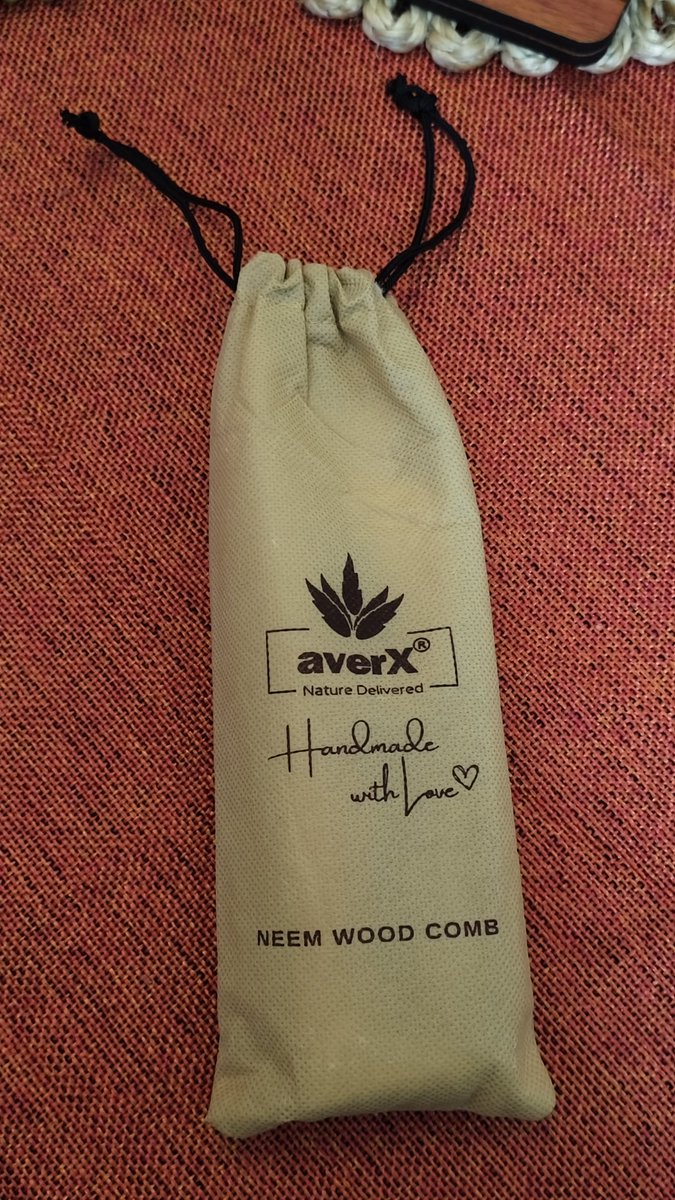 averX®
Nature Delivered
Handmade
with Love
NEEM WOOD COMB